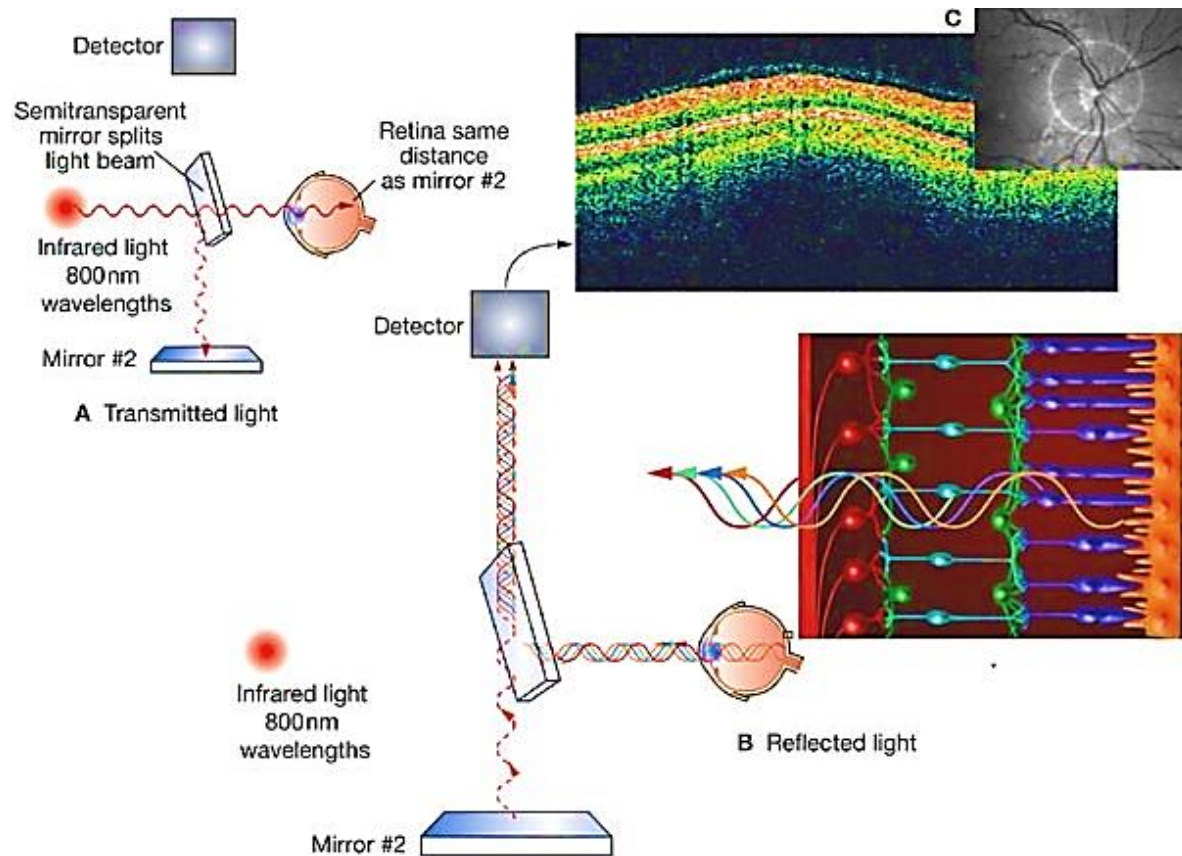 Detector
Semitransparent
mirror splits
light beam
Retina same
distance
as mirror #2
Infrared light
800nm
wavelengths
Mirror #2
A Transmitted light
C
Detector
Infrared light
800nm
wavelengths
B Reflected light
Mirror #2